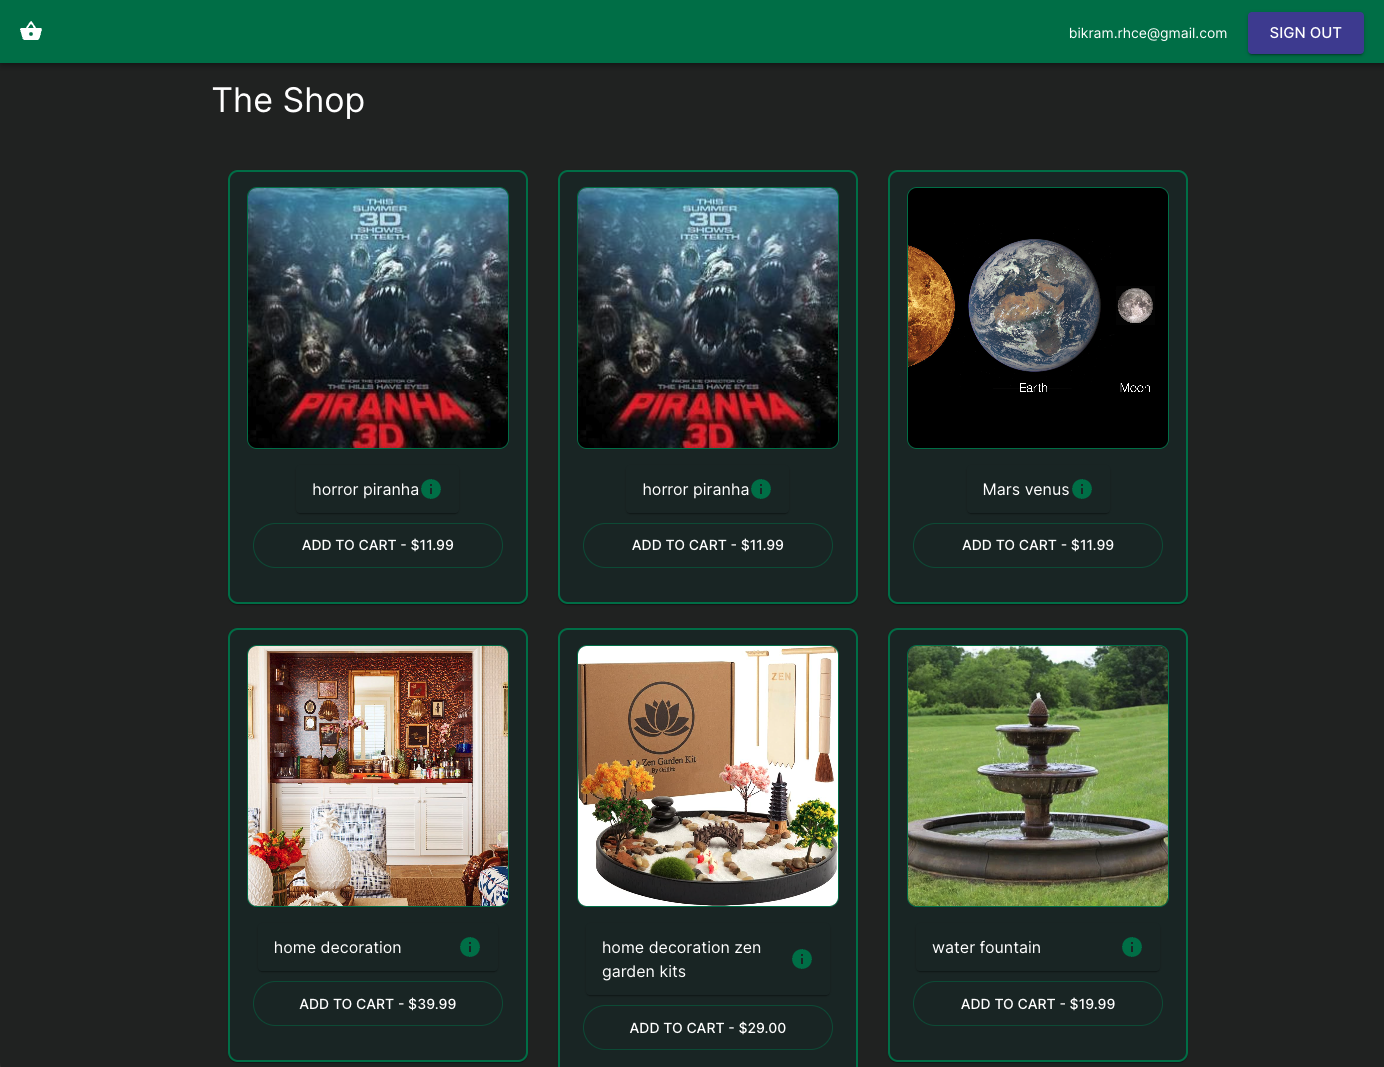 bikram.rhce@gmail.com
SIGN OUT
The Shop
THIS
SUMMER
3D
SHOWS
ITS TEETH
FROM THE DIRECTOR OF
THE HILLS HAVE EYES
PIRANHA
3D
THIS
SUMMER
3D
SHOWS
ITS TEETH
FROM THE DIRECTOR OF
THE HILLS HAVE EYES
PIRANHA
3D
Earth
Moon
horror piranha
horror piranha
Mars venus
ADD TO CART - $11.99
ADD TO CART - $11.99
ADD TO CART - $11.99
ZEN
My Zen Garden Kit
home decoration
home decoration zen
garden kits
water fountain
ADD TO CART - $39.99
ADD TO CART - $29.00
ADD TO CART - $19.99